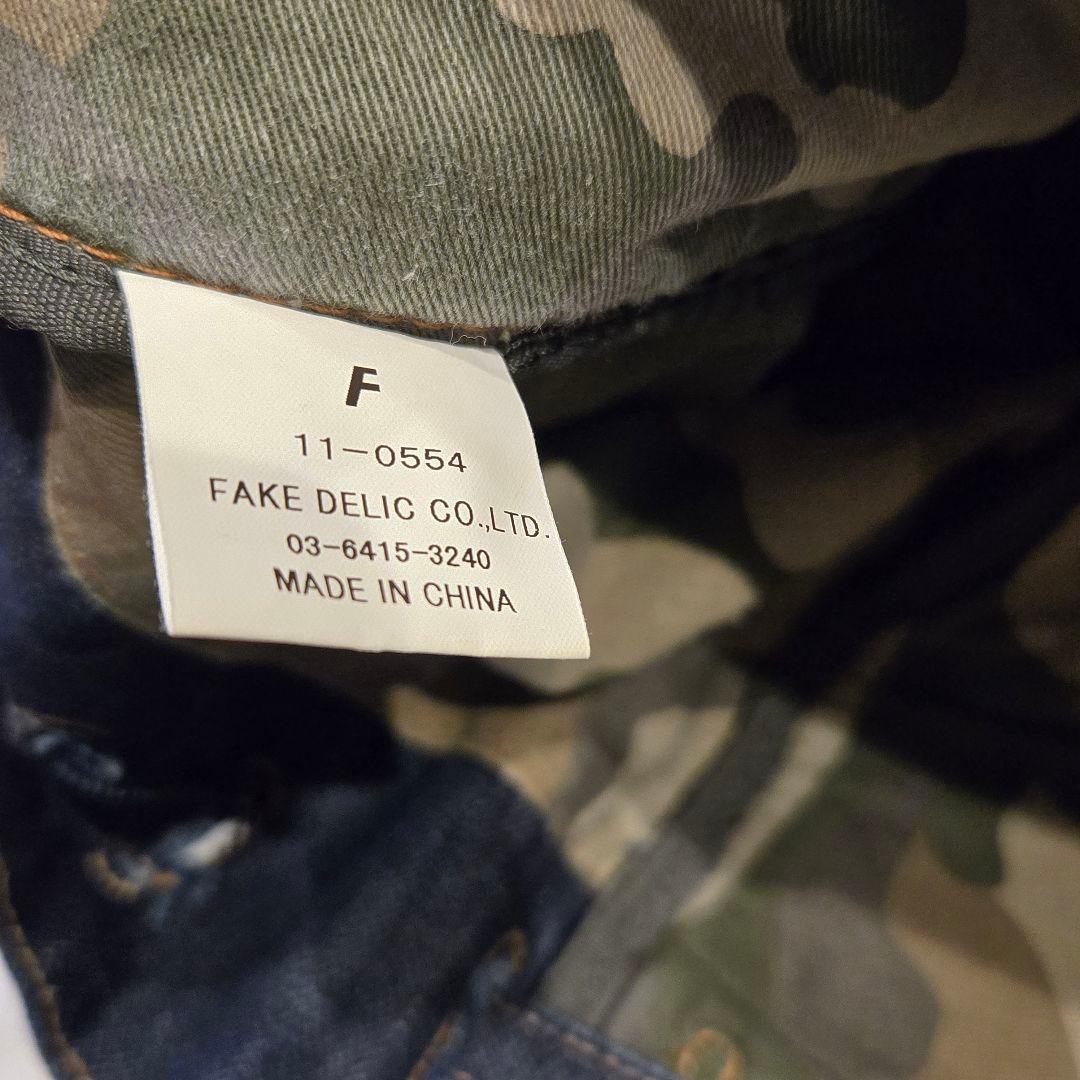 F
11-0554
FAKE DELIC CO.,LTD.
03-6415-3240
MADE IN CHINA